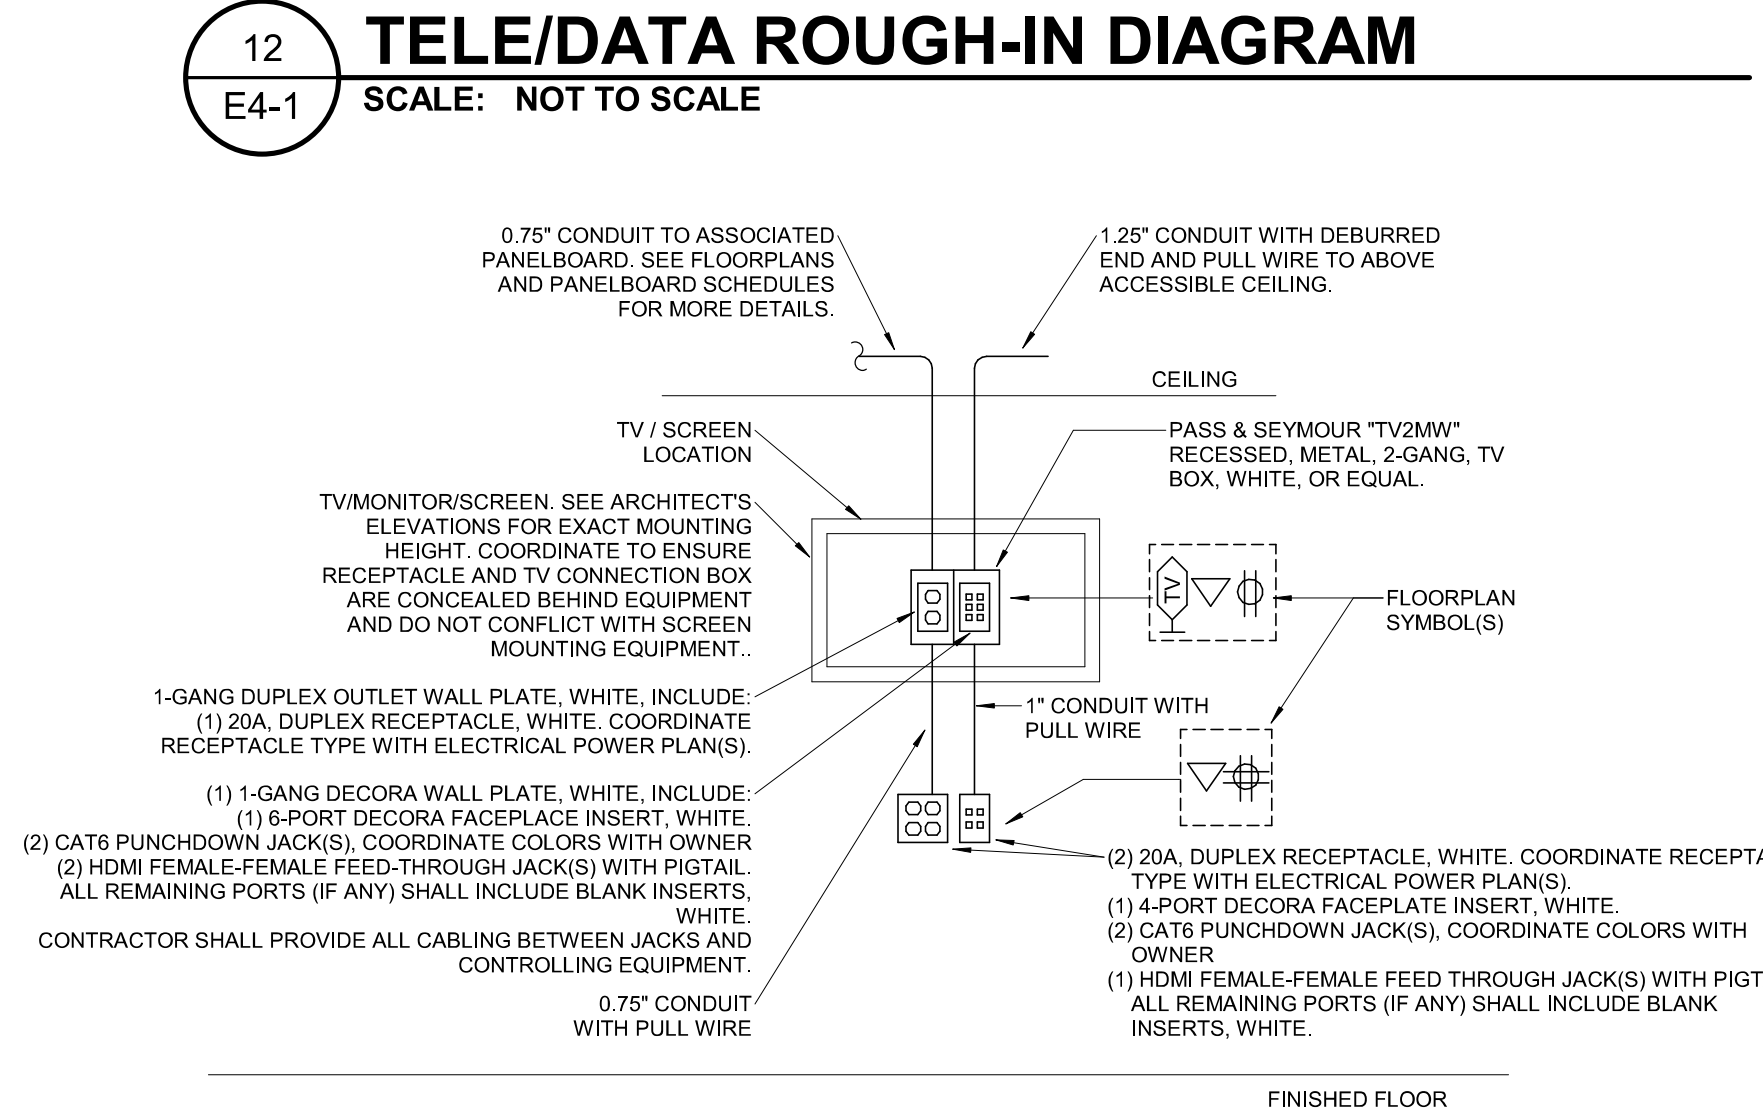 12
E4-1
TELE/DATA ROUGH-IN DIAGRAM
SCALE: NOT TO SCALE
0.75" CONDUIT TO ASSOCIATED
PANELBOARD. SEE FLOORPLANS
AND PANELBOARD SCHEDULES
FOR MORE DETAILS.
1.25" CONDUIT WITH DEBURRED
END AND PULL WIRE TO ABOVE
ACCESSIBLE CEILING.
CEILING
TV / SCREEN
LOCATION
PASS & SEYMOUR "TV2MW"
RECESSED, METAL, 2-GANG, TV
BOX, WHITE, OR EQUAL.
TV/MONITOR/SCREEN. SEE ARCHITECT'S
ELEVATIONS FOR EXACT MOUNTING
HEIGHT. COORDINATE TO ENSURE
RECEPTACLE AND TV CONNECTION BOX
ARE CONCEALED BEHIND EQUIPMENT
AND DO NOT CONFLICT WITH SCREEN
MOUNTING EQUIPMENT..
TV
FLOORPLAN
SYMBOL(S)
1-GANG DUPLEX OUTLET WALL PLATE, WHITE, INCLUDE:
(1) 20A, DUPLEX RECEPTACLE, WHITE. COORDINATE
RECEPTACLE TYPE WITH ELECTRICAL POWER PLAN(S).
1" CONDUIT WITH
PULL WIRE
(1) 1-GANG DECORA WALL PLATE, WHITE, INCLUDE:
(1) 6-PORT DECORA FACEPLACE INSERT, WHITE.
(2) CAT6 PUNCHDOWN JACK(S), COORDINATE COLORS WITH OWNER
(2) HDMI FEMALE-FEMALE FEED-THROUGH JACK(S) WITH PIGTAIL.
ALL REMAINING PORTS (IF ANY) SHALL INCLUDE BLANK INSERTS,
WHITE.
CONTRACTOR SHALL PROVIDE ALL CABLING BETWEEN JACKS AND
CONTROLLING EQUIPMENT.
(2) 20A, DUPLEX RECEPTACLE, WHITE. COORDINATE RECEPTA
TYPE WITH ELECTRICAL POWER PLAN(S).
(1) 4-PORT DECORA FACEPLATE INSERT, WHITE.
(2) CAT6 PUNCHDOWN JACK(S), COORDINATE COLORS WITH
OWNER
(1) HDMI FEMALE-FEMALE FEED THROUGH JACK(S) WITH PIGT
ALL REMAINING PORTS (IF ANY) SHALL INCLUDE BLANK
INSERTS, WHITE.
0.75" CONDUIT
WITH PULL WIRE
FINISHED FLOOR